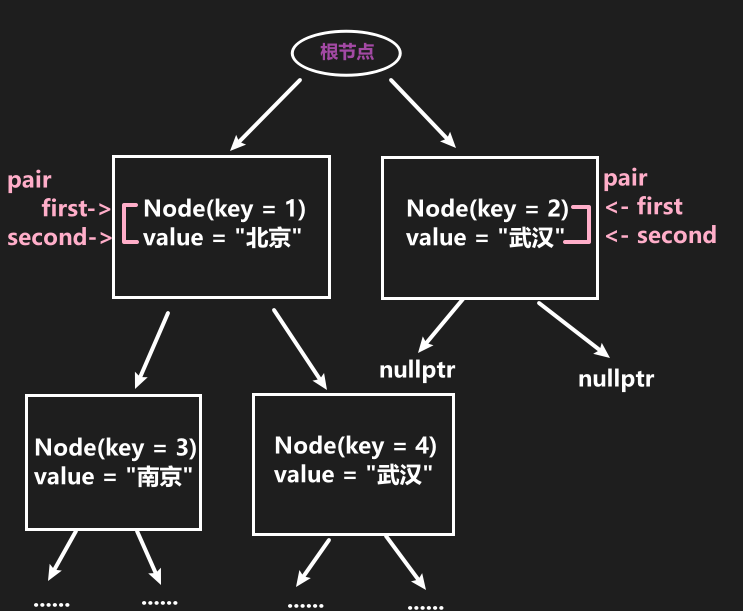 根节点
pair
first->
second->
Node(key = 1)
value = "北京"
Node(key = 2)
value = "武汉"
pair
<- first
<- second
nullptr
nullptr
Node(key = 3)
value = "南京"
Node(key = 4)
value = "武汉"
......
......
......
......